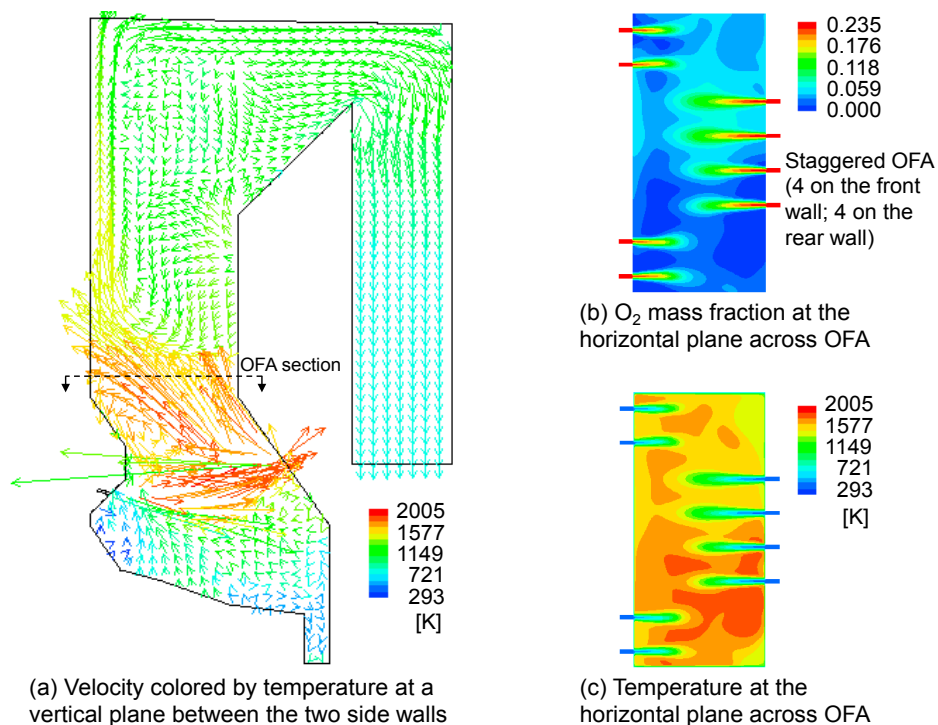 OFA section
2005
1577
1149
721
293
[K]
(a) Velocity colored by temperature at a
vertical plane between the two side walls
0.235
0.176
0.118
0.059
0.000
Staggered OFA
(4 on the front
wall; 4 on the
rear wall)
(b) O₂ mass fraction at the
horizontal plane across OFA
2005
1577
1149
721
293
[K]
(c) Temperature at the
horizontal plane across OFA